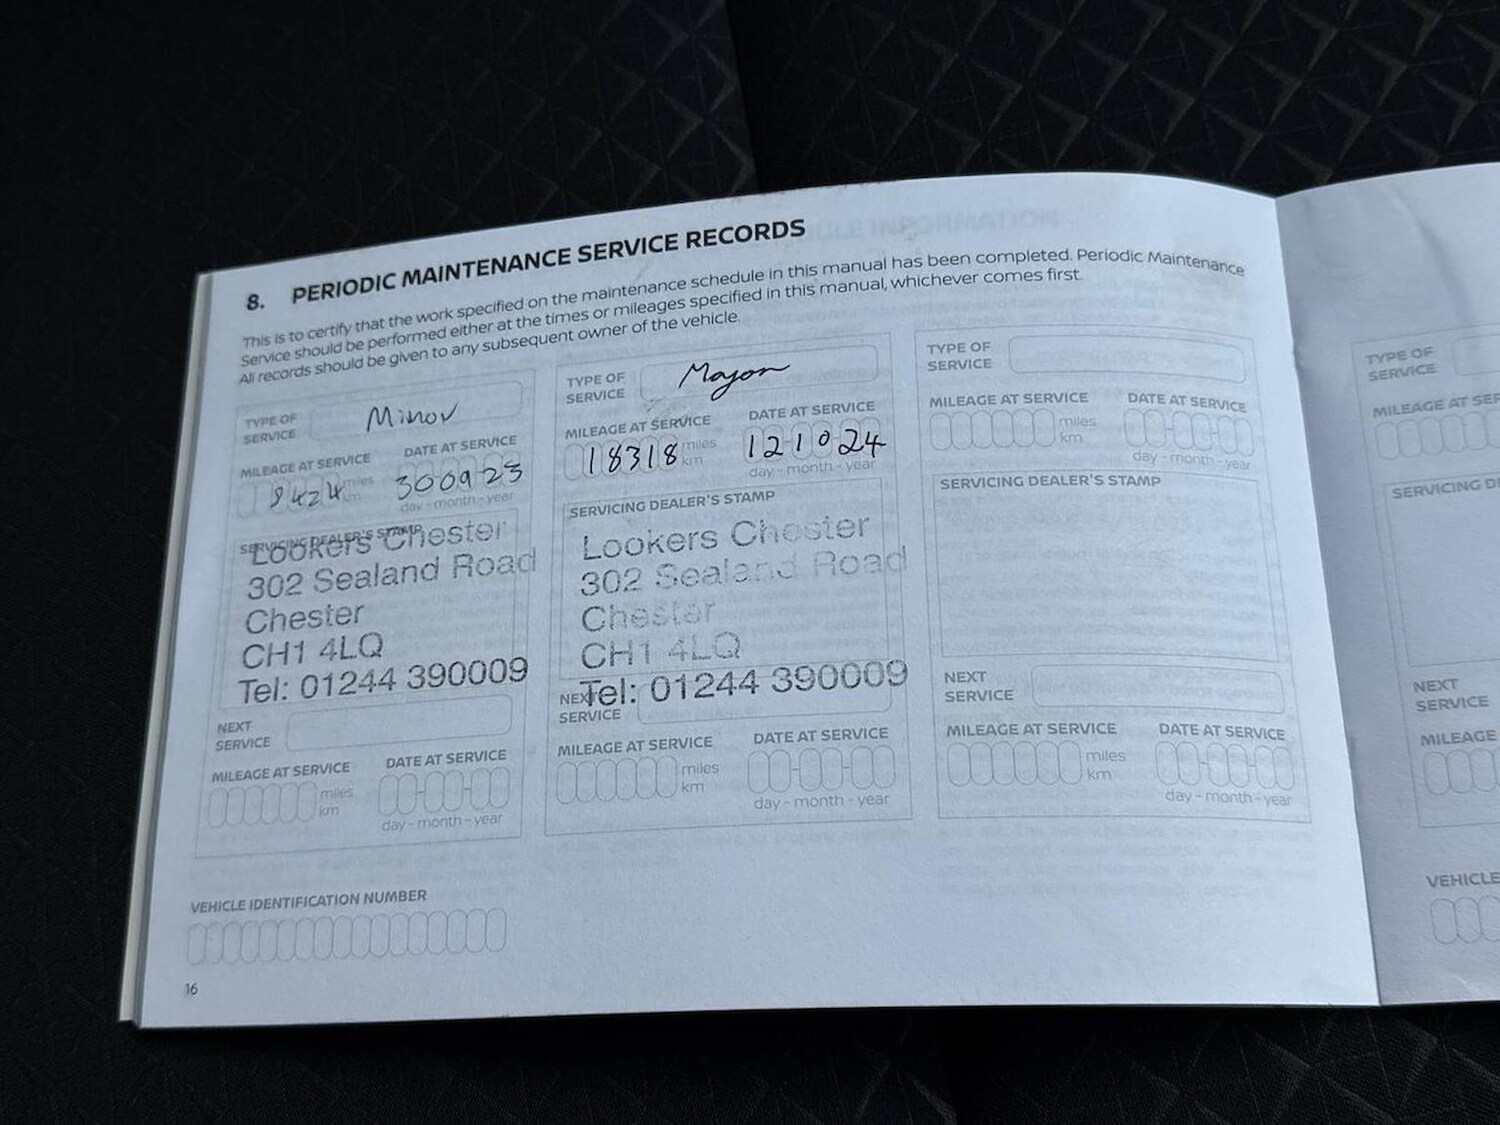 8. PERIODIC MAINTENANCE SERVICE RECORDS
This is to certify that the work specified on the maintenance schedule in this manual has been completed. Periodic Maintenance
Service should be performed either at the times or mileages specified in this manual, whichever comes first.
All records should be given to any subsequent owner of the vehicle.
TYPE OF
SERVICE
Minor
MILEAGE AT SERVICE
DATE AT SERVICE
9424
miles
km
300923
day - month - year
SERVICING DEALER'S STAMP
Lookers Chester
302 Sealand Road
Chester
CH1 4LQ
Tel: 01244 390009
NEXT
SERVICE
MILEAGE AT SERVICE
DATE AT SERVICE
miles
km
day - month - year
TYPE OF
SERVICE
Major
MILEAGE AT SERVICE
DATE AT SERVICE
18318
miles
km
121024
day - month - year
SERVICING DEALER'S STAMP
Lookers Chester
302 Sealand Road
Chester
CH1 4LQ
Tel: 01244 390009
NEXT
SERVICE
MILEAGE AT SERVICE
DATE AT SERVICE
miles
km
day - month - year
TYPE OF
SERVICE
MILEAGE AT SERVICE
DATE AT SERVICE
miles
km
day - month - year
SERVICING DEALER'S STAMP
NEXT
SERVICE
MILEAGE AT SERVICE
DATE AT SERVICE
miles
km
day - month - year
VEHICLE IDENTIFICATION NUMBER
16
TYPE OF
SERVICE
MILEAGE AT SER
SERVICING
NEXT
SERVICE
MILEAGE
VEHICLE